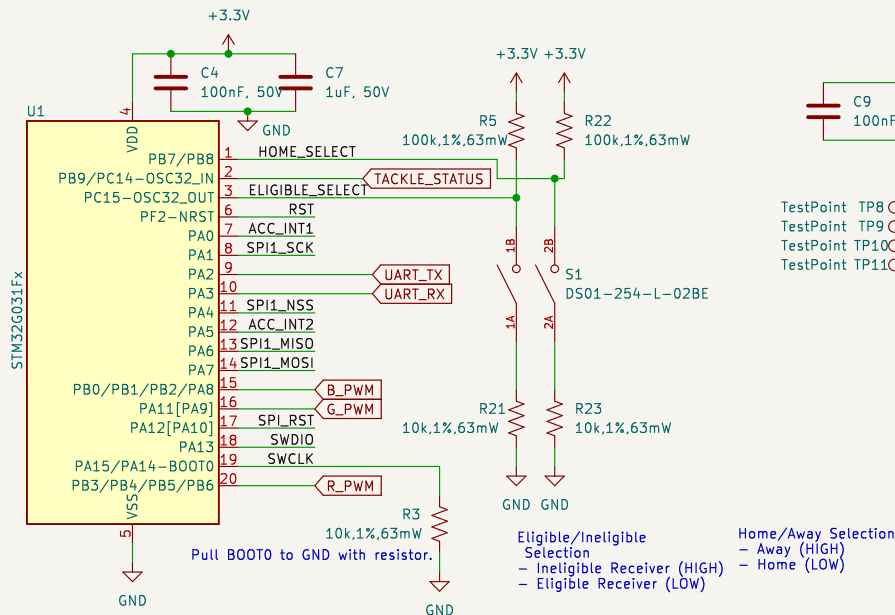 +3.3V
C4
100nF, 50V
C7
1uF, 50V
GND
U1
STM32G031Fx
4
VDD
PB7/PB8 1 HOME_SELECT
PB9/PC14-OSC32_IN 2 TACKLE_STATUS
PC15-OSC32_OUT 3 ELIGIBLE_SELECT
PF2-NRST 6 RST
PA0 7 ACC_INT1
PA1 8 SPI1_SCK
PA2 9 UART_TX
PA3 10 UART_RX
PA4 11 SPI1_NSS
PA5 12 ACC_INT2
PA6 13 SPI1_MISO
PA7 14 SPI1_MOSI
PB0/PB1/PB2/PA8 15 B_PWM
PA11[PA9] 16 G_PWM
PA12[PA10] 17 SPI_RST
PA13 18 SWDIO
PA15/PA14-BOOT0 19 SWCLK
PB3/PB4/PB5/PB6 20 R_PWM
VSS
5
GND
+3.3V +3.3V
R5
100k,1%,63mW
R22
100k,1%,63mW
1B 2B
S1
DS01-254-L-02BE
1A 2A
R21
10k,1%,63mW
R23
10k,1%,63mW
GND GND
R3
10k,1%,63mW
Pull BOOT0 to GND with resistor.
GND
Eligible/Ineligible
Selection
- Ineligible Receiver (HIGH)
- Eligible Receiver (LOW)
Home/Away Selection
- Away (HIGH)
- Home (LOW)
C9
100nF
TestPoint TP8
TestPoint TP9
TestPoint TP10
TestPoint TP11